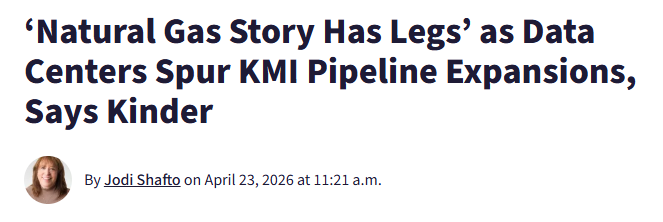 ‘Natural Gas Story Has Legs’ as Data
Centers Spur KMI Pipeline Expansions,
Says Kinder
By Jodi Shafto on April 23, 2026 at 11:21 a.m.